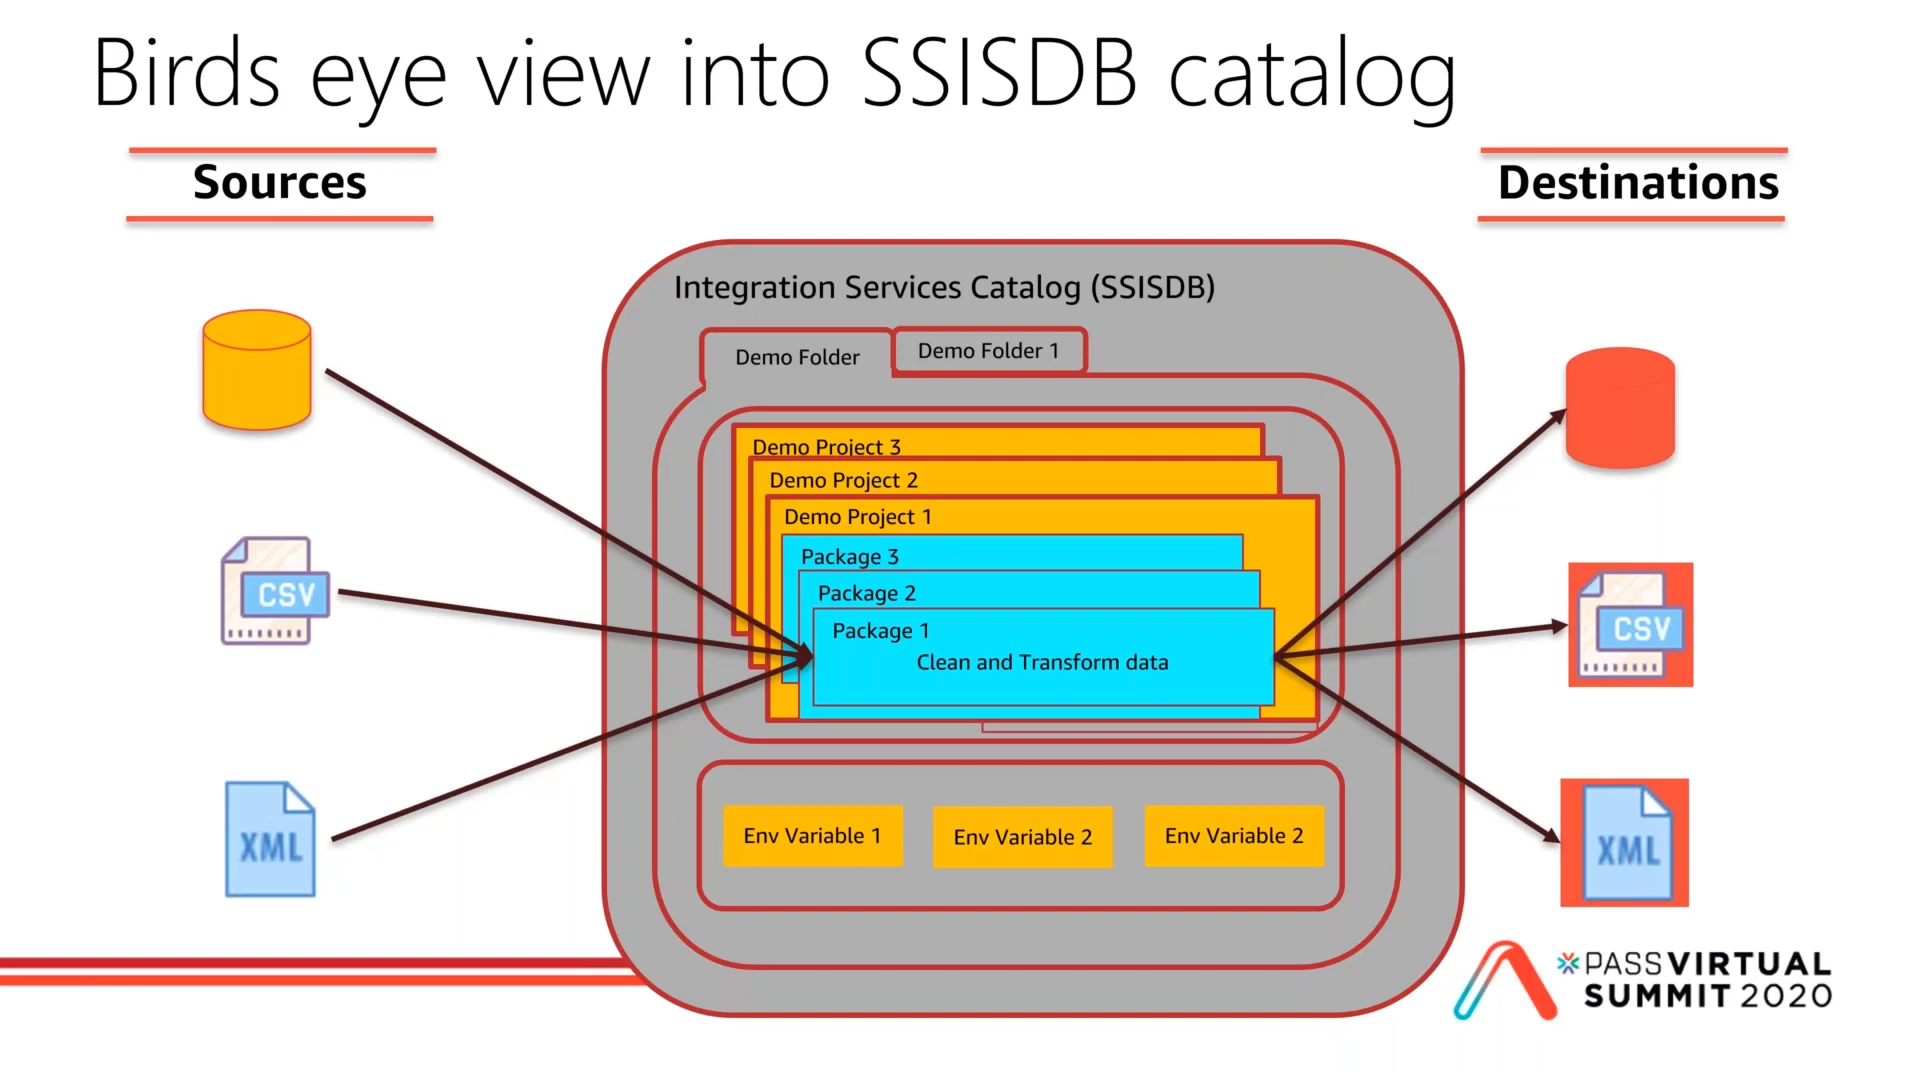 Birds eye view into SSISDB catalog
Sources
Destinations
Integration Services Catalog (SSISDB)
Demo Folder
Demo Folder 1
Demo Project 3
Demo Project 2
Demo Project 1
Package 3
Package 2
Package 1
Clean and Transform data
CSV
CSV
XML
XML
Env Variable 1
Env Variable 2
Env Variable 2
PASS VIRTUAL
SUMMIT 2020